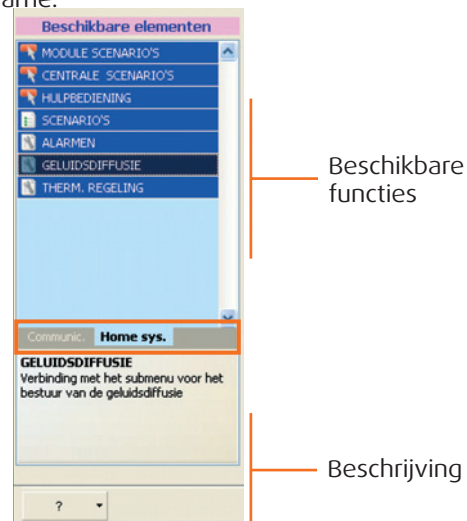 ame.
Beschikbare elementen
MODULE SCENARIO'S
CENTRALE SCENARIO'S
HULPBEDIENING
SCENARIO'S
ALARMEN
GELUIDSDIFFUSIE
THERM. REGELING
Beschikbare
functies
Communic. Home sys.
GELUIDSDIFFUSIE
Verbinding met het submenu voor het
bestuur van de geluidsdiffusie
Beschrijving
?